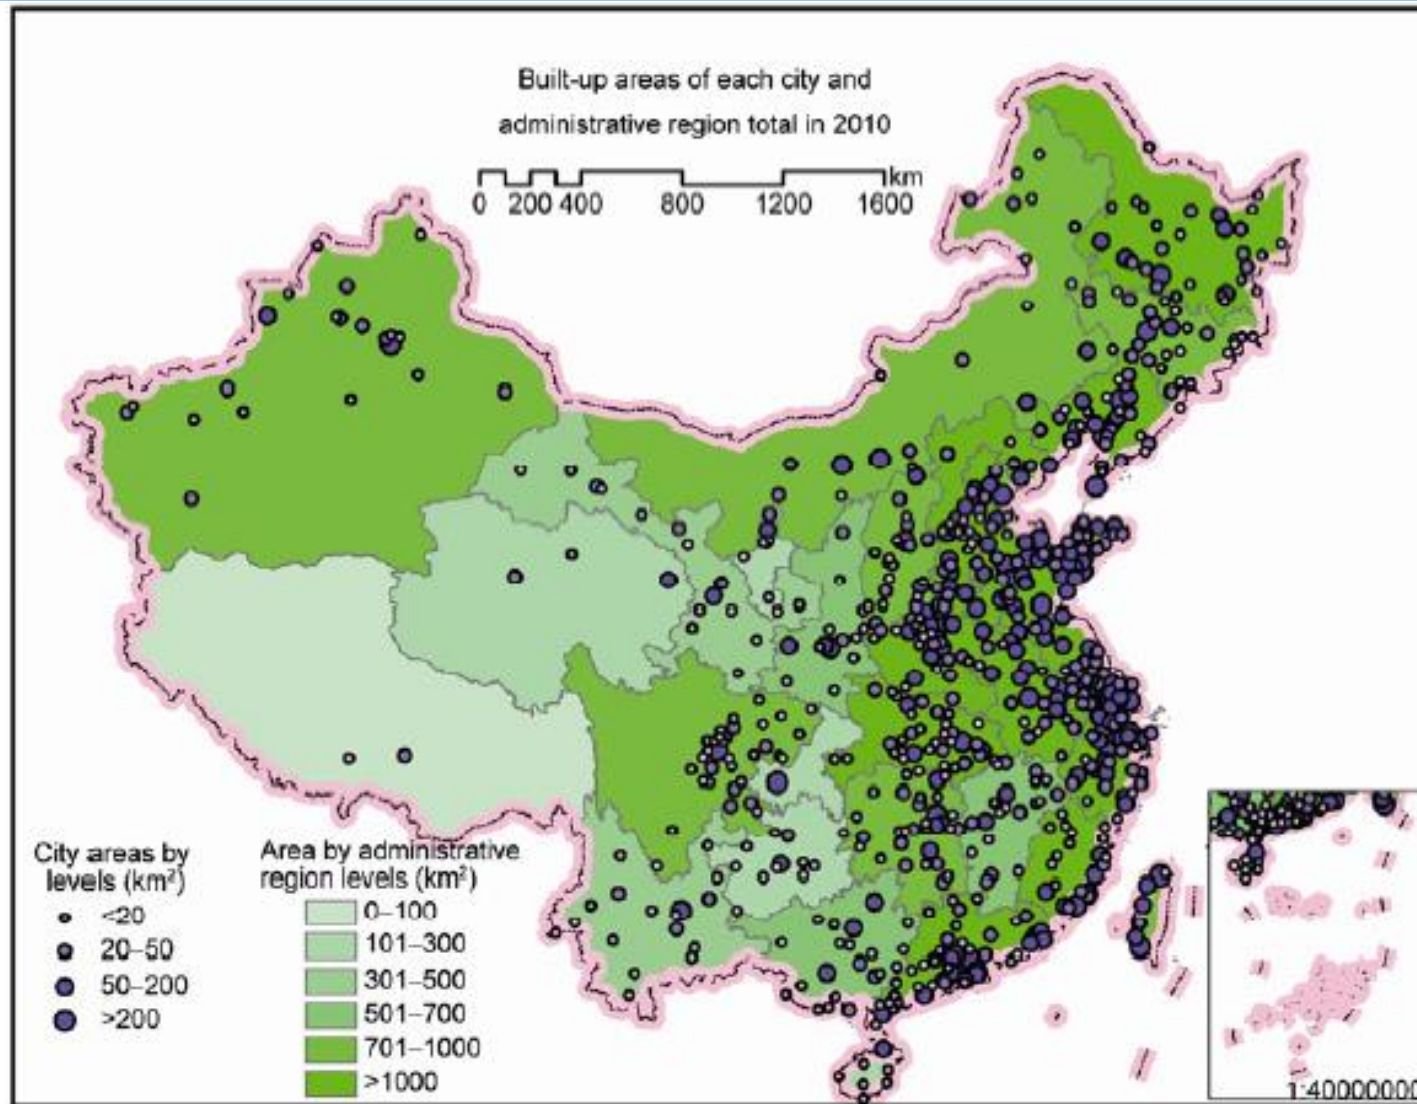 Built-up areas of each city and
administrative region total in 2010
km
0 200 400 800 1200 1600
City areas by
levels (km²)
<20
20–50
50–200
>200
Area by administrative
region levels (km²)
0–100
101–300
301–500
501–700
701–1000
>1000
1:40000000